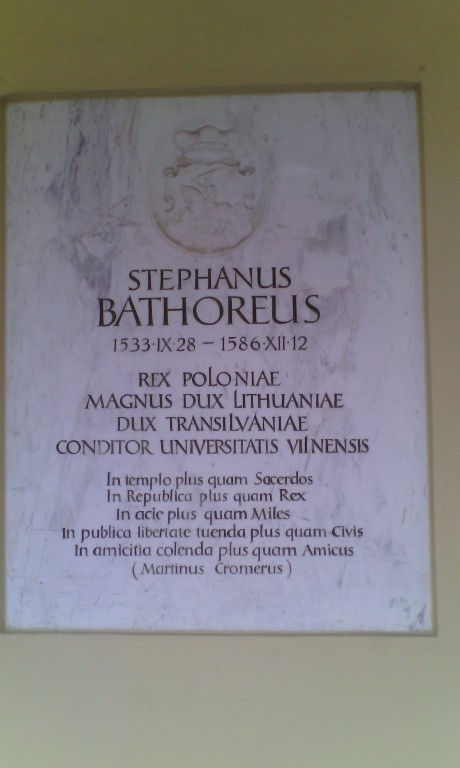 STEPHANUS
BATHOREUS
1533·IX·28 – 1586·XII·12
REX POLONIAE
MAGNUS DUX LITHUANIAE
DUX TRANSILVANIAE
CONDITOR UNIVERSITATIS VILNENSIS
In templo plus quam Sacerdos
In Republica plus quam Rex
In acie plus quam Miles
In publica libertate tuenda plus quam Civis
In amicitia colenda plus quam Amicus
(Martinus Cromerus)